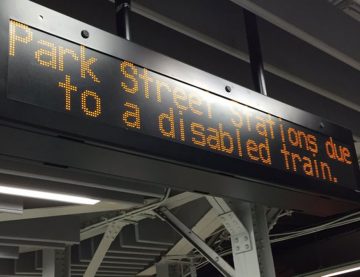 Park Street Stations due
to a disabled train.